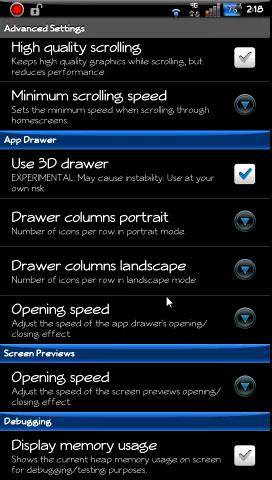 4G
76
2:18
Advanced Settings
High quality scrolling
Keeps high quality graphics while scrolling, but
reduces performance
Minimum scrolling speed
Sets the minimum speed when scrolling through
homescreens.
App Drawer
Use 3D drawer
EXPERIMENTAL. May cause instability. Use at your
own risk.
Drawer columns portrait
Number of icons per row in portrait mode.
Drawer columns landscape
Number of icons per row in landscape mode.
Opening speed
Adjust the speed of the app drawer's opening/
closing effect.
Screen Previews
Opening speed
Adjust the speed of the screen previews opening/
closing effect.
Debugging
Display memory usage
Shows the current heap memory usage on screen
for debugging/testing purposes.